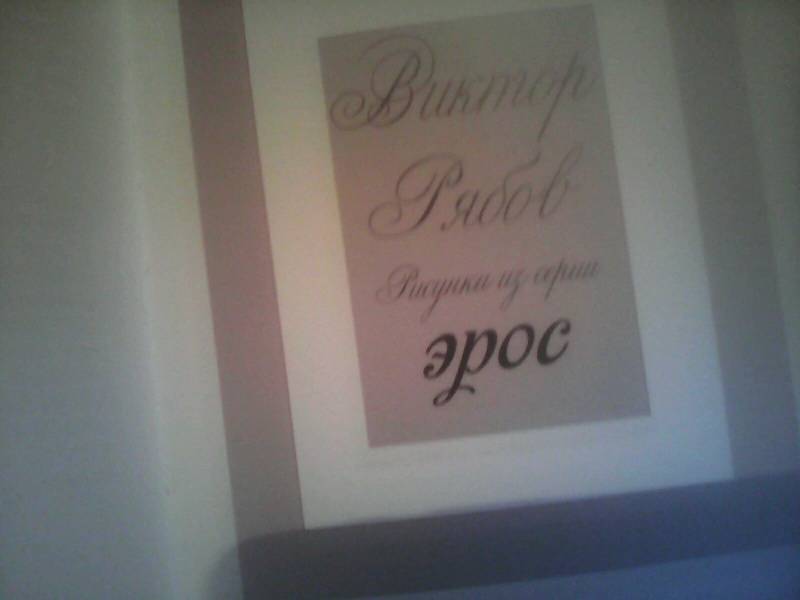 Виктор
Рябов
Рисунки из серии
эрос